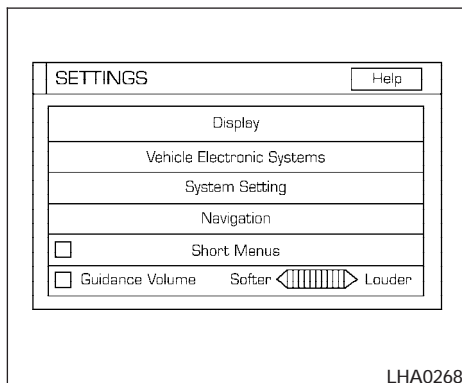 SETTINGS Help
Display
Vehicle Electronic Systems
System Setting
Navigation
Short Menus
Guidance Volume Softer Louder
LHA0268